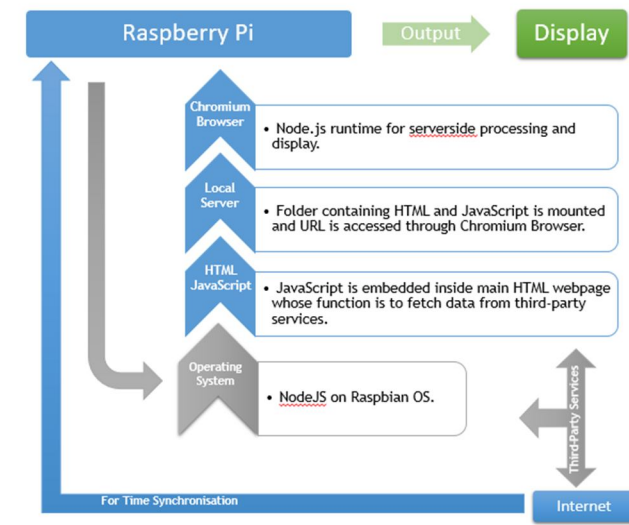 Raspberry Pi
Output
Display
Chromium
Browser
• Node.js runtime for serverside processing and
display.
Local
Server
• Folder containing HTML and JavaScript is mounted
and URL is accessed through Chromium Browser.
HTML
JavaScript
• JavaScript is embedded inside main HTML webpage
whose function is to fetch data from third-party
services.
Operating
System
• NodeJS on Raspbian OS.
Third-Party Services
For Time Synchronisation
Internet